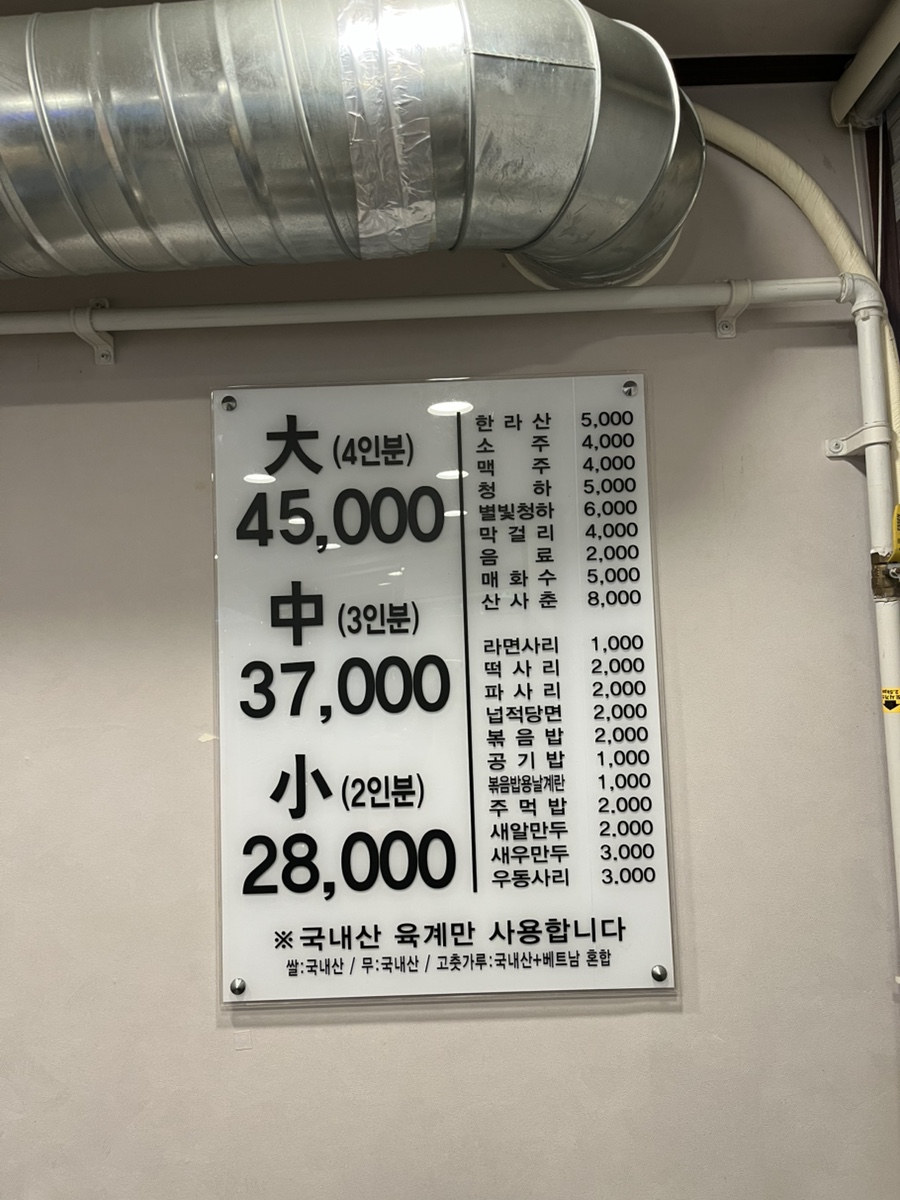 大 (4인분)
45,000
中 (3인분)
37,000
小 (2인분)
28,000
한라산 5,000
소주 4,000
맥주 4,000
청하 5,000
별빛청하 6,000
막걸리 4,000
음료 2,000
매화수 5,000
산사춘 8,000
라면사리 1,000
떡사리 2,000
파사리 2,000
넙적당면 2,000
볶음밥 2,000
공기밥 1,000
볶음밥용날계란 1,000
주먹밥 2.000
새알만두 2.000
새우만두 3.000
우동사리 3.000
※국내산 육계만 사용합니다
쌀:국내산 / 무:국내산 / 고춧가루:국내산+베트남 혼합